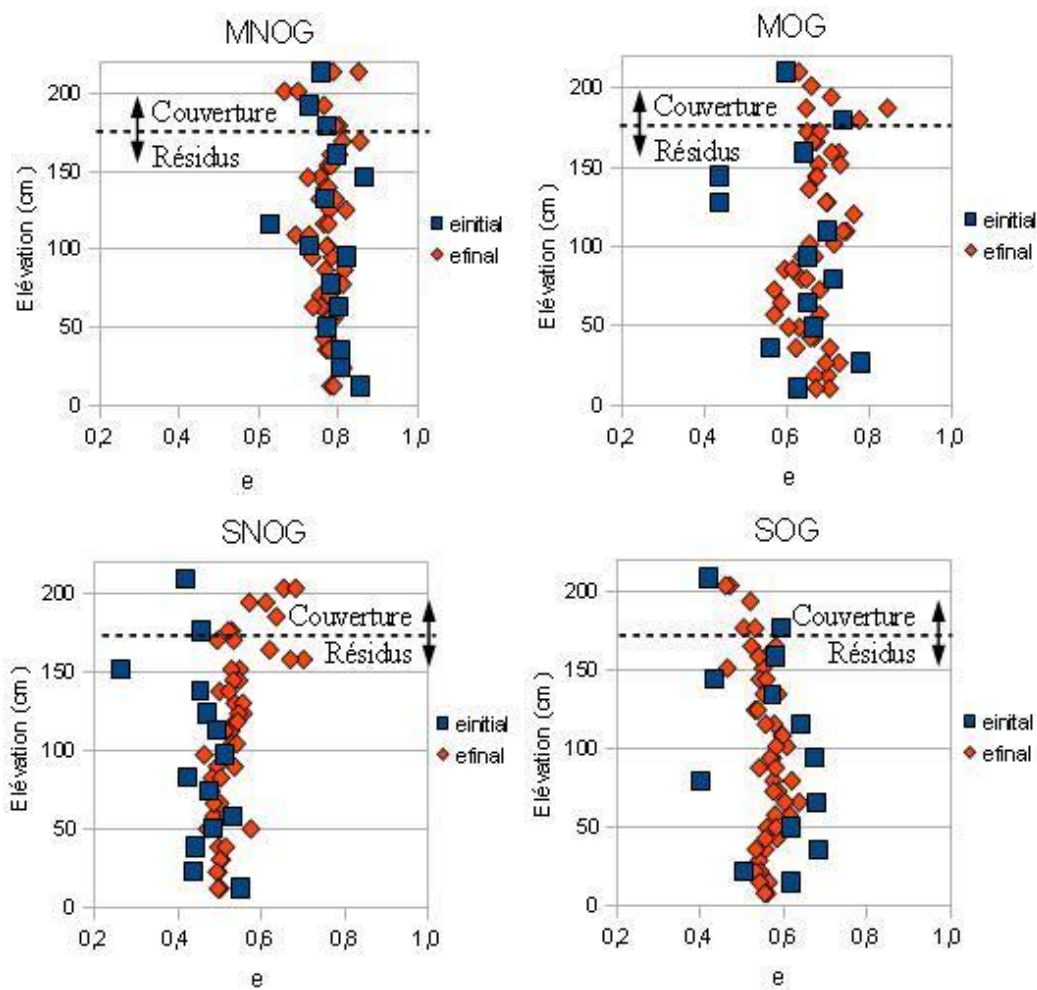 MNOG
200
150
100
50
0
Elévation (cm)
Couverture
Résidus
0,2 0,4 0,6 0,8 1,0
e
einitial
efinal
MOG
200
150
100
50
0
Elévation (cm)
Couverture
Résidus
0,2 0,4 0,6 0,8 1,0
e
einitial
efinal
SNOG
200
150
100
50
0
Elévation (cm)
Couverture
Résidus
0,2 0,4 0,6 0,8 1,0
e
einitial
efinal
SOG
200
150
100
50
0
Elévation (cm)
Couverture
Résidus
0,2 0,4 0,6 0,8 1,0
e
einitial
efinal